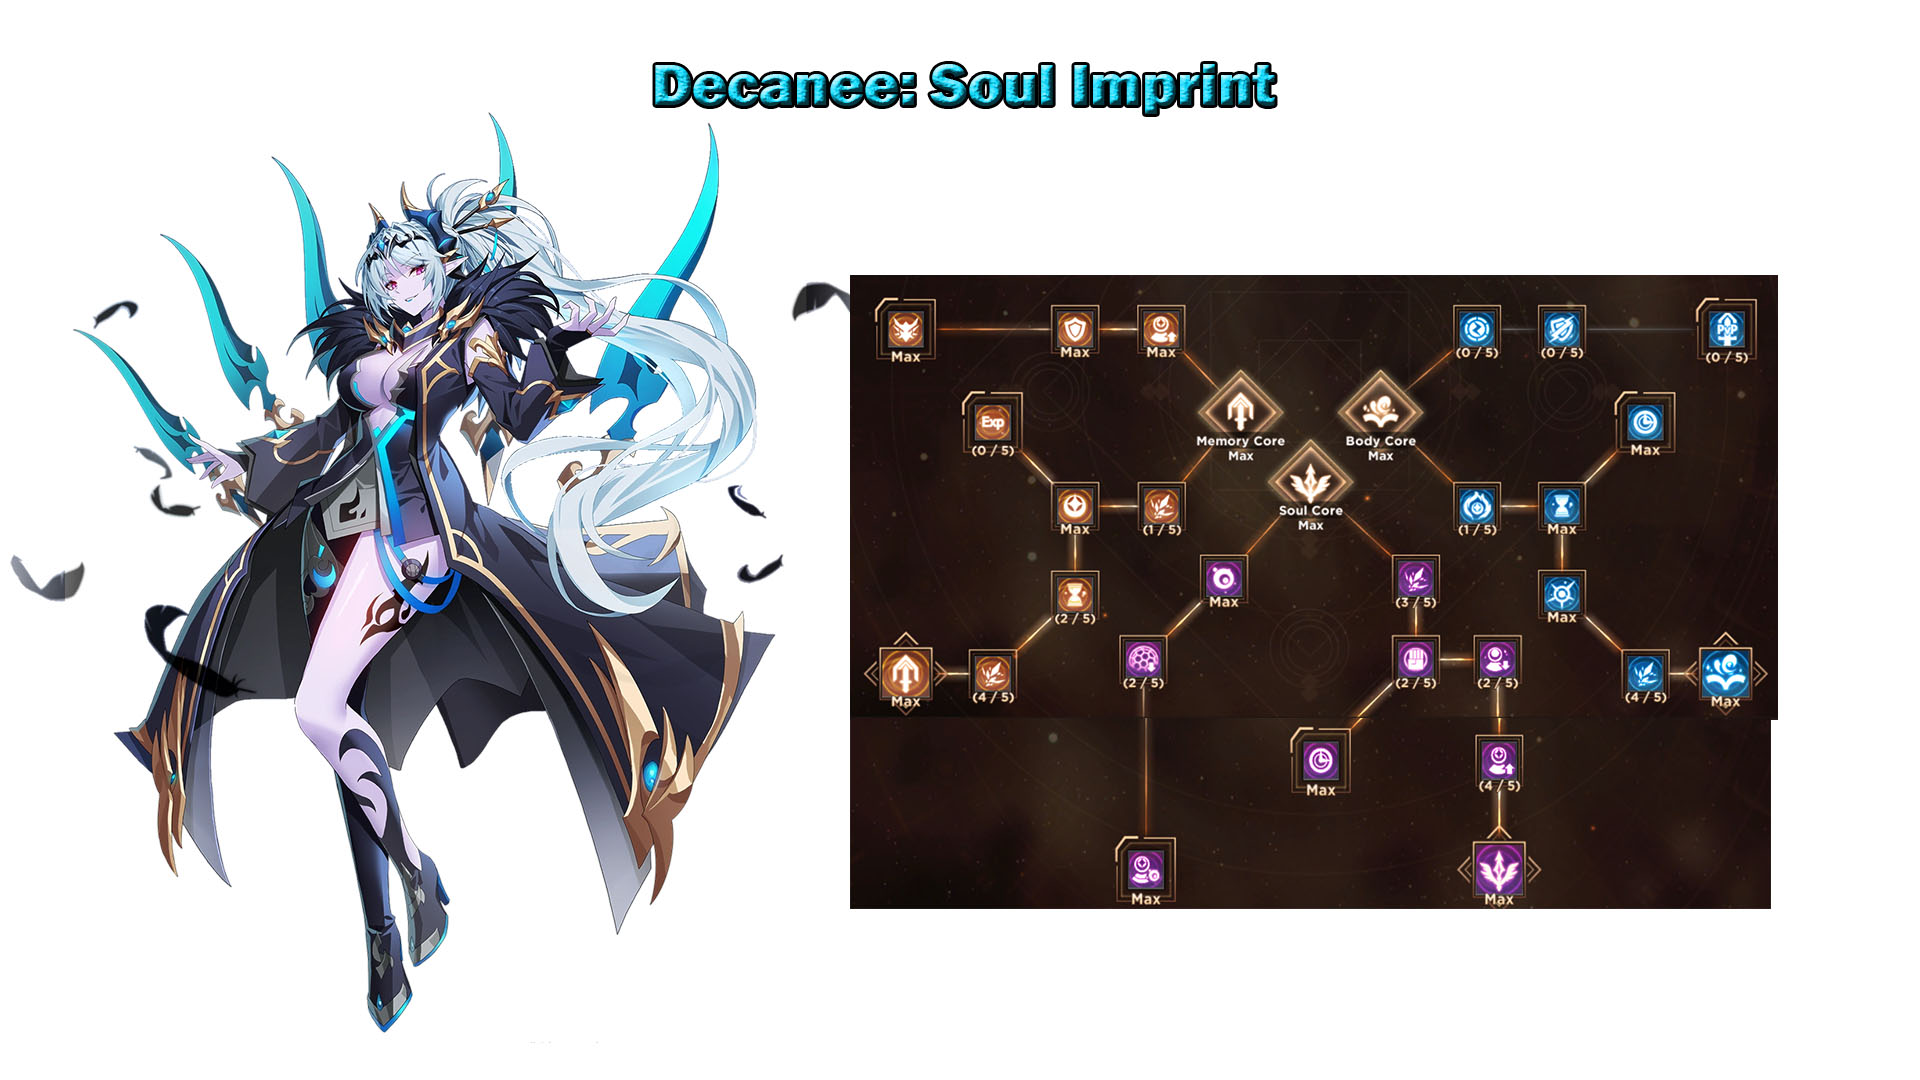 Decanee: Soul Imprint
Max
Max
Max
(0 / 5)
(0 / 5)
PvP
(0 / 5)
Exp
(0 / 5)
Memory Core
Max
Body Core
Max
Max
Soul Core
Max
Max
(1 / 5)
(1 / 5)
Max
Max
(3 / 5)
(2 / 5)
Max
Max
(4 / 5)
(2 / 5)
(2 / 5)
(2 / 5)
(4 / 5)
Max
Max
(4 / 5)
Max
Max